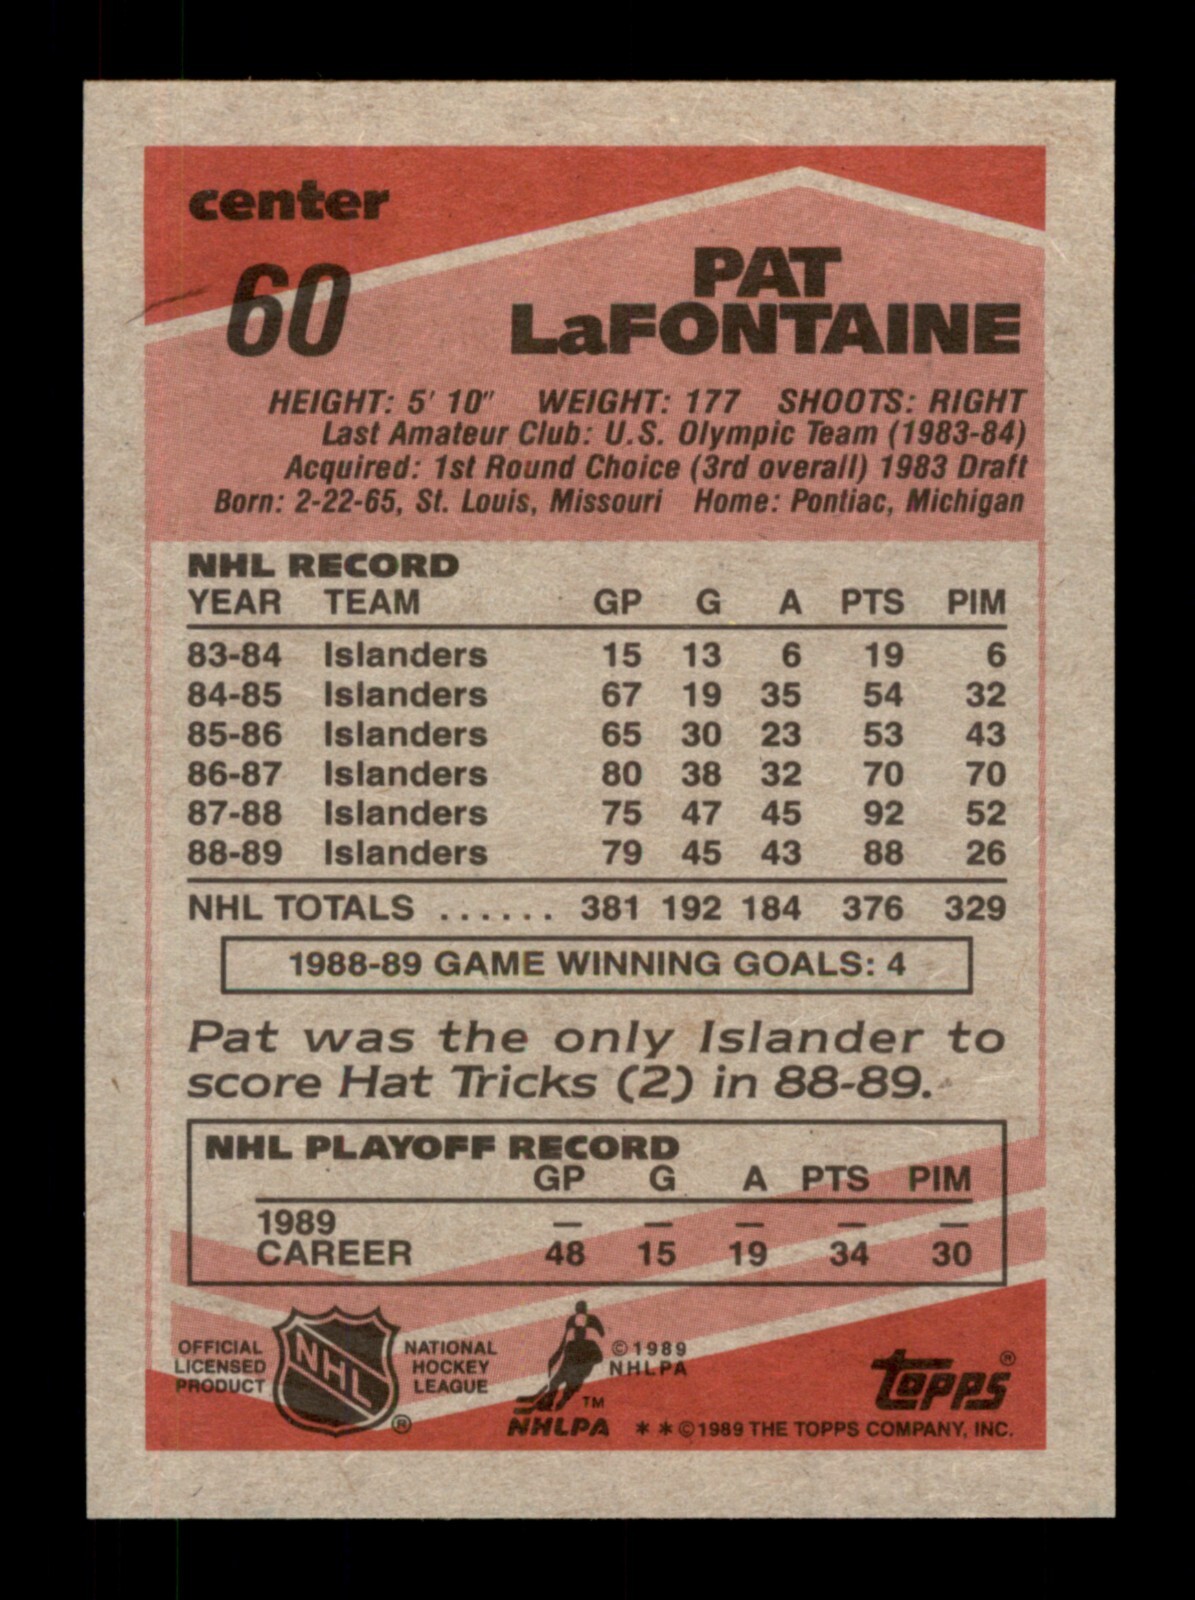 center
60
PAT
LaFONTAINE
HEIGHT: 5' 10" WEIGHT: 177 SHOOTS: RIGHT
Last Amateur Club: U.S. Olympic Team (1983-84)
Acquired: 1st Round Choice (3rd overall) 1983 Draft
Born: 2-22-65, St. Louis, Missouri Home: Pontiac, Michigan
NHL RECORD
YEAR TEAM GP G A PTS PIM
83-84 Islanders 15 13 6 19 6
84-85 Islanders 67 19 35 54 32
85-86 Islanders 65 30 23 53 43
86-87 Islanders 80 38 32 70 70
87-88 Islanders 75 47 45 92 52
88-89 Islanders 79 45 43 88 26
NHL TOTALS ...... 381 192 184 376 329
1988-89 GAME WINNING GOALS: 4
Pat was the only Islander to
score Hat Tricks (2) in 88-89.
NHL PLAYOFF RECORD
GP G A PTS PIM
1989 — — — — —
CAREER 48 15 19 34 30
OFFICIAL
LICENSED
PRODUCT
NHL
®
NATIONAL
HOCKEY
LEAGUE
TM
NHLPA
©1989
NHLPA
topps®
**©1989 THE TOPPS COMPANY, INC.